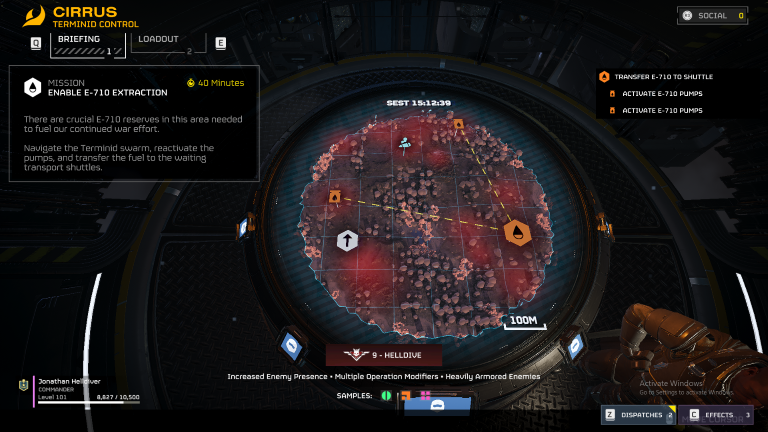 CIRRUS
TERMINID CONTROL
Q
BRIEFING
1
LOADOUT
2
E
SOCIAL 0
MISSION
ENABLE E-710 EXTRACTION
40 Minutes
There are crucial E-710 reserves in this area needed
to fuel our continued war effort.
Navigate the Terminid swarm, reactivate the
pumps, and transfer the fuel to the waiting
transport shuttles.
TRANSFER E-710 TO SHUTTLE
ACTIVATE E-710 PUMPS
ACTIVATE E-710 PUMPS
SEST 15:12:39
100M
9 - HELLDIVE
Increased Enemy Presence • Multiple Operation Modifiers • Heavily Armored Enemies
SAMPLES:
Jonathan Helldiver
COMMANDER
Level 101
8,827 / 10,500
Activate Windows
Go to Settings to activate Windows.
Z DISPATCHES 2
C EFFECTS 3
MOVE CURSOR